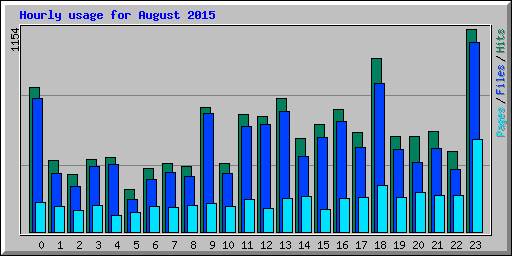 Hourly usage for August 2015
1154
Pages/Files/Hits
0 1 2 3 4 5 6 7 8 9 10 11 12 13 14 15 16 17 18 19 20 21 22 23